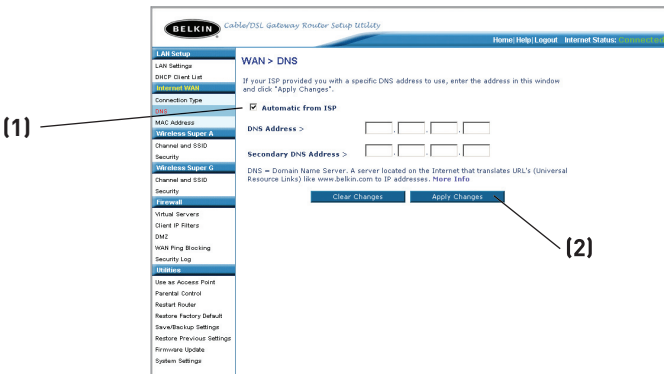 BELKIN Cable/DSL Gateway Router Setup Utility
Home|Help|Logout Internet Status: Connected
LAN Setup
LAN Settings
DHCP Client List
Internet WAN
Connection Type
DNS
MAC Address
Wireless Super A
Channel and SSID
Security
Wireless Super G
Channel and SSID
Security
Firewall
Virtual Servers
Client IP Filters
DMZ
WAN Ping Blocking
Security Log
Utilities
Use as Access Point
Parental Control
Restart Router
Restore Factory Default
Save/Backup Settings
Restore Previous Settings
Firmware Update
System Settings
WAN > DNS
If your ISP provided you with a specific DNS address to use, enter the address in this window
and click "Apply Changes".
(1)
Automatic from ISP
DNS Address >
. . .
Secondary DNS Address >
. . .
DNS = Domain Name Server. A server located on the Internet that translates URL's (Universal
Resource Links) like www.belkin.com to IP addresses. More Info
Clear Changes Apply Changes
(2)